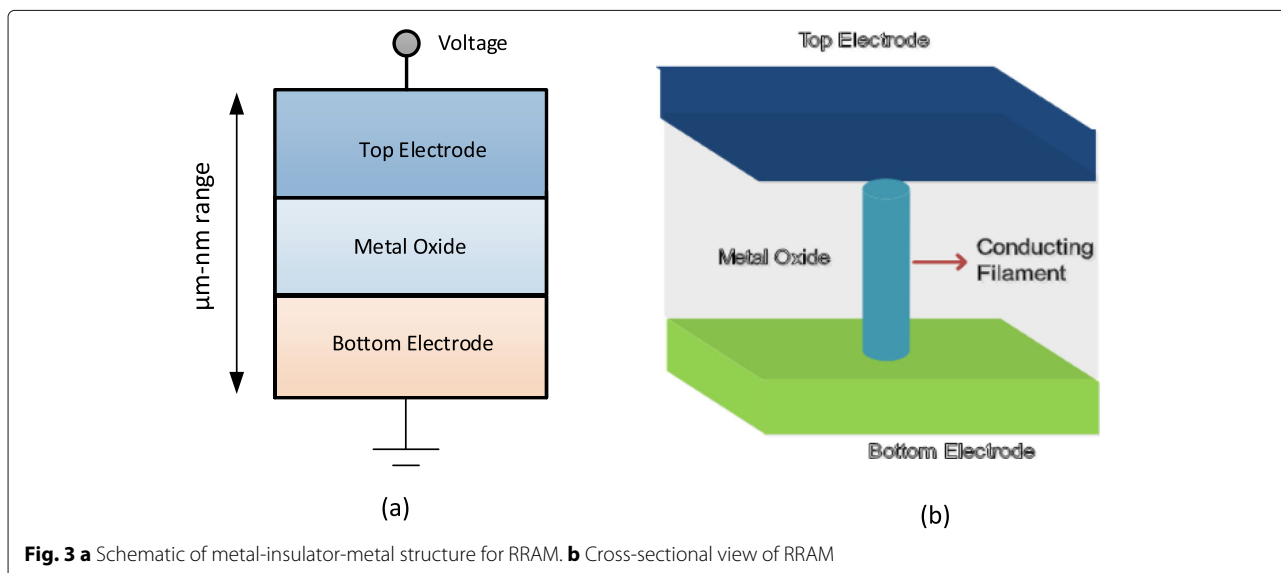 Voltage
Top Electrode
Metal Oxide
Bottom Electrode
µm-nm range
(a)
Top Electrode
Metal Oxide
Conducting
Filament
Bottom Electrode
(b)
Fig. 3 a Schematic of metal-insulator-metal structure for RRAM. b Cross-sectional view of RRAM